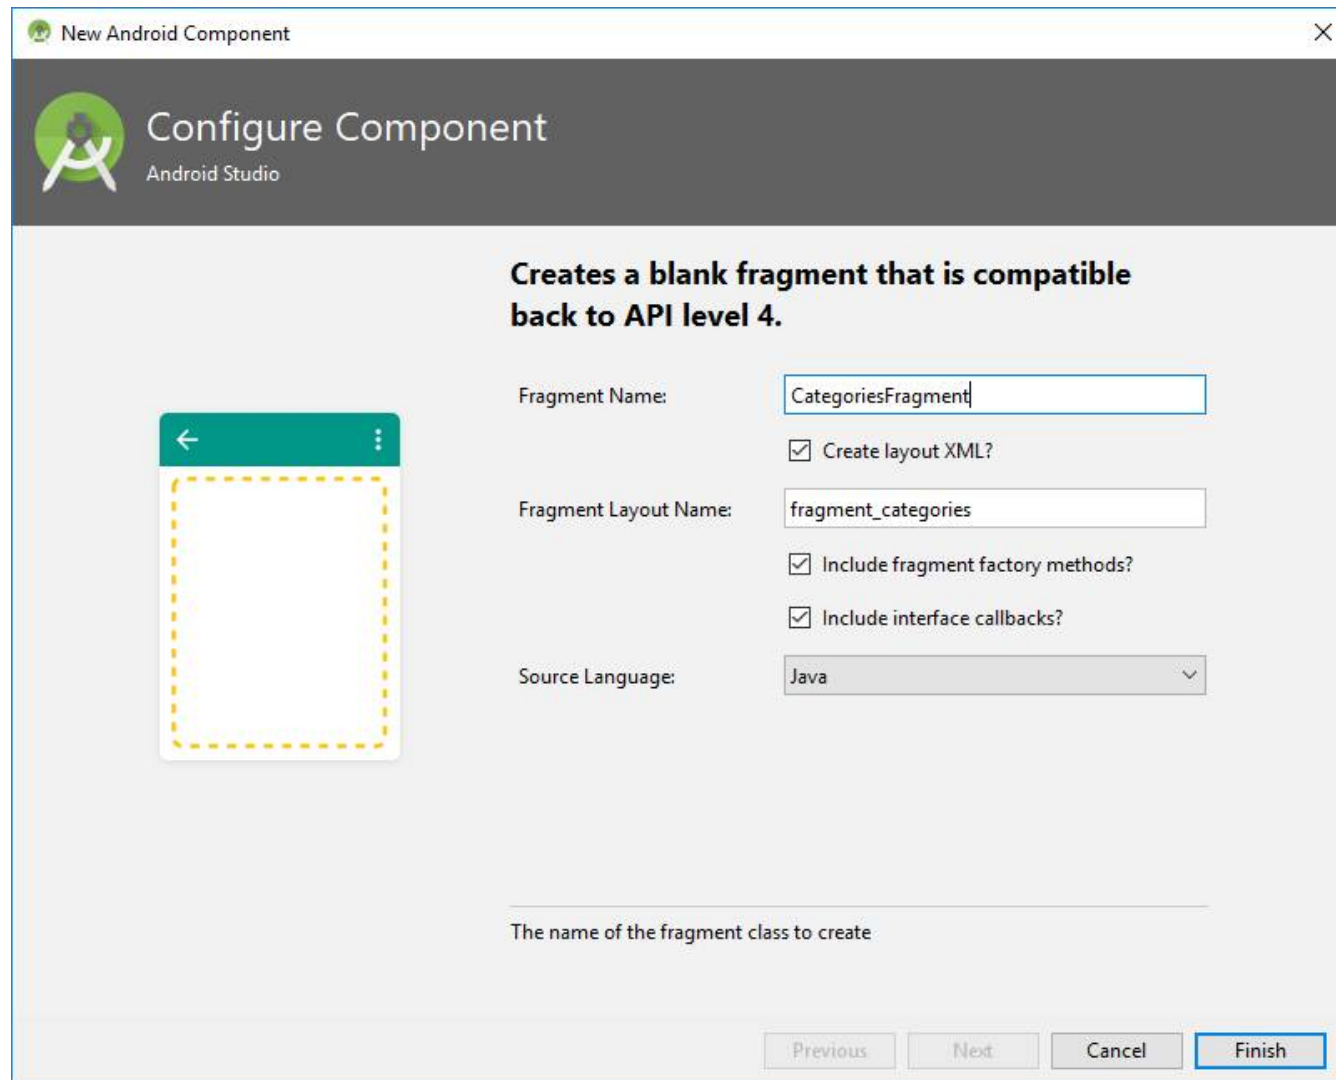 New Android Component
Configure Component
Android Studio
Creates a blank fragment that is compatible
back to API level 4.
Fragment Name:
CategoriesFragment
Create layout XML?
Fragment Layout Name:
fragment_categories
Include fragment factory methods?
Include interface callbacks?
Source Language:
Java
The name of the fragment class to create
Previous
Next
Cancel
Finish